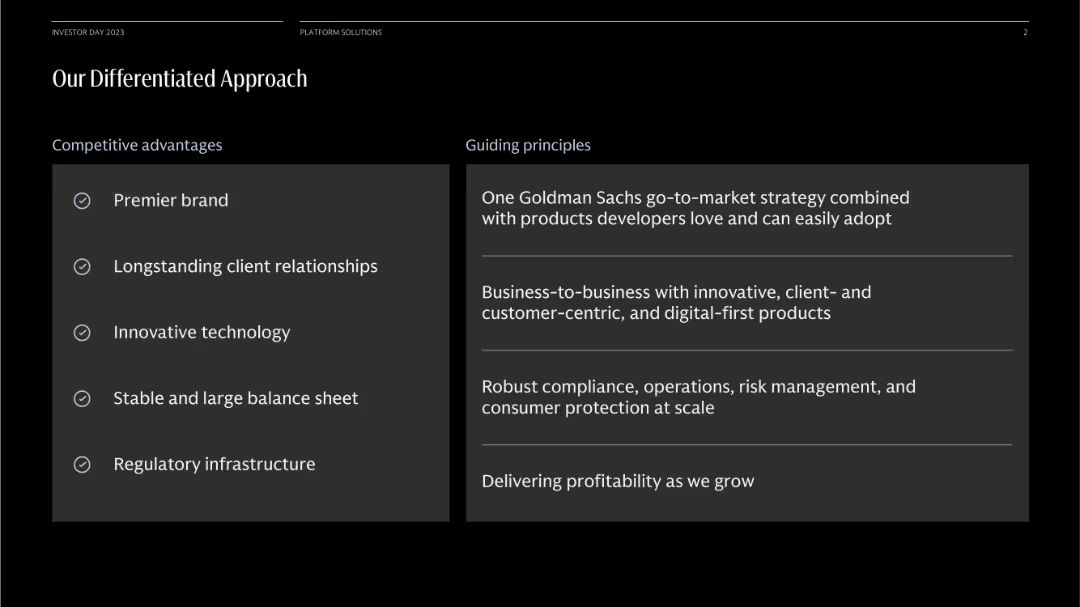 INVESTOR DAY 2023
PLATFORM SOLUTIONS
2
Our Differentiated Approach
Competitive advantages
Premier brand
Longstanding client relationships
Innovative technology
Stable and large balance sheet
Regulatory infrastructure
Guiding principles
One Goldman Sachs go-to-market strategy combined
with products developers love and can easily adopt
Business-to-business with innovative, client- and
customer-centric, and digital-first products
Robust compliance, operations, risk management, and
consumer protection at scale
Delivering profitability as we grow